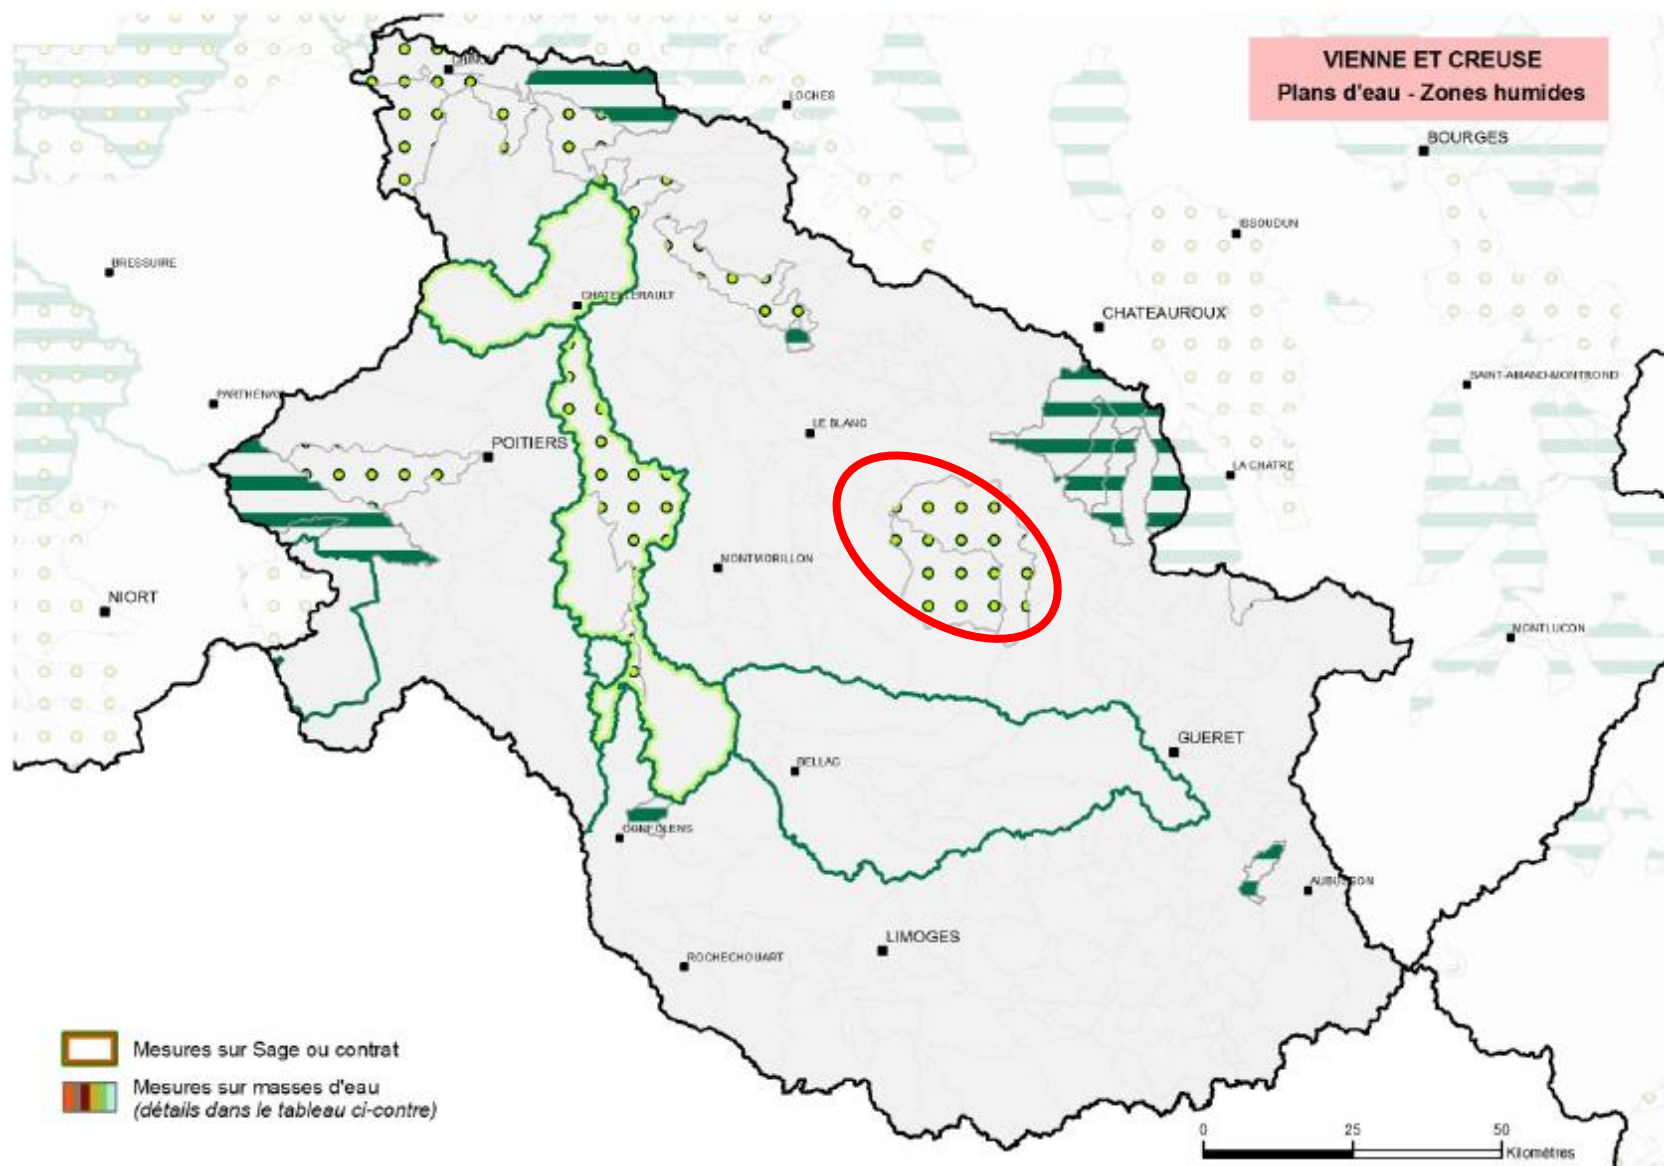 VIENNE ET CREUSE
Plans d'eau - Zones humides
LOCHES
BOURGES
ISSOUDUN
BRESSUIRE
CHATELLERAULT
CHATEAUROUX
SAINT-AMAND-MONTROND
PARTHENAY
LE BLANC
POITIERS
LA CHATRE
MONTMORILLON
NIORT
MONTLUCON
GUERET
BELLAC
AUBUSSON
LIMOGES
ROCHECHOUART
Mesures sur Sage ou contrat
Mesures sur masses d'eau
(détails dans le tableau ci-contre)
0 25 50
Kilomètres